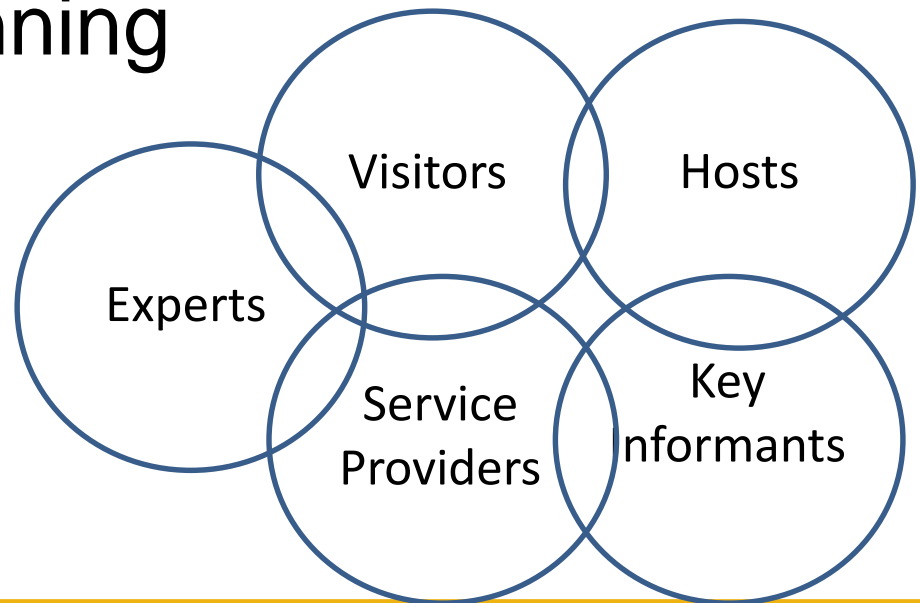 nning
Visitors
Hosts
Experts
Service
Providers
Key
Informants